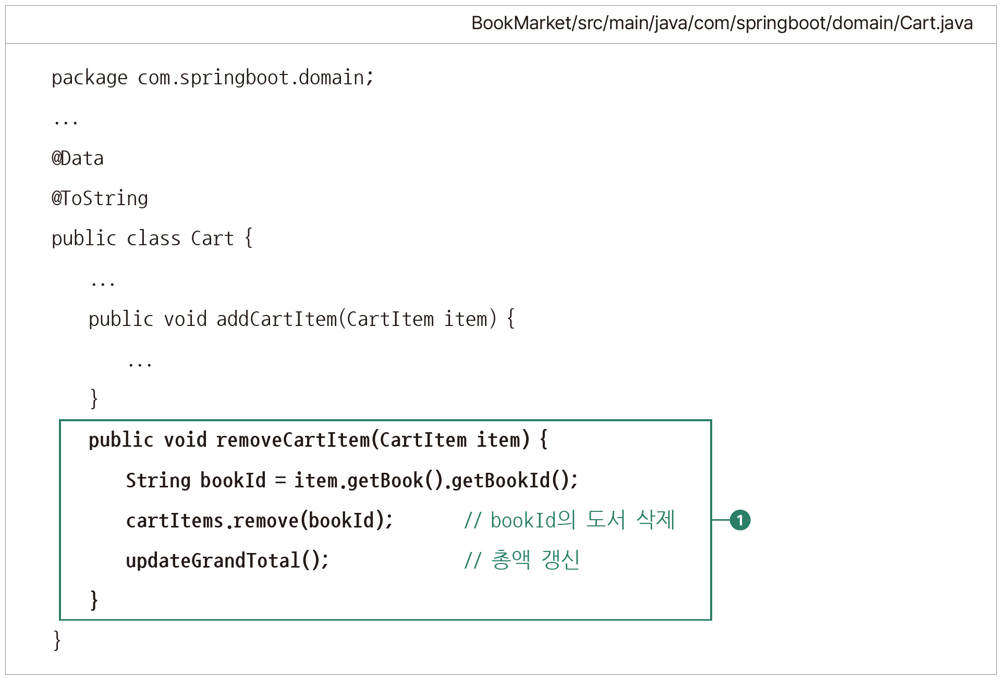 BookMarket/src/main/java/com/springboot/domain/Cart.java
package com.springboot.domain;
...
@Data
@ToString
public class Cart {
...
public void addCartItem(CartItem item) {
...
}
public void removeCartItem(CartItem item) {
String bookId = item.getBook().getBookId();
cartItems.remove(bookId); // bookId의 도서 삭제
1
updateGrandTotal(); // 총액 갱신
}
}